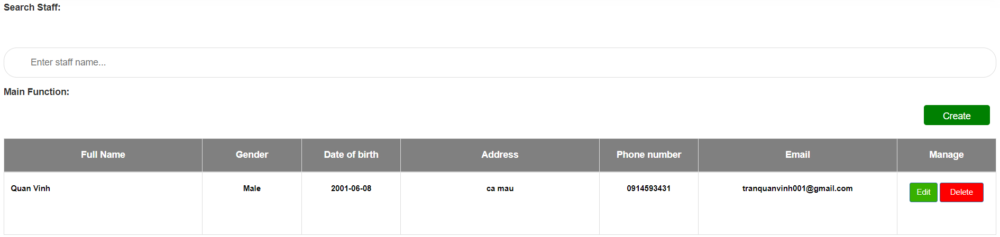 Search Staff:
Enter staff name...
Main Function:
Create
Full Name Gender Date of birth Address Phone number Email Manage
Quan Vinh Male 2001-06-08 ca mau 0914593431 tranquanvinh001@gmail.com Edit Delete